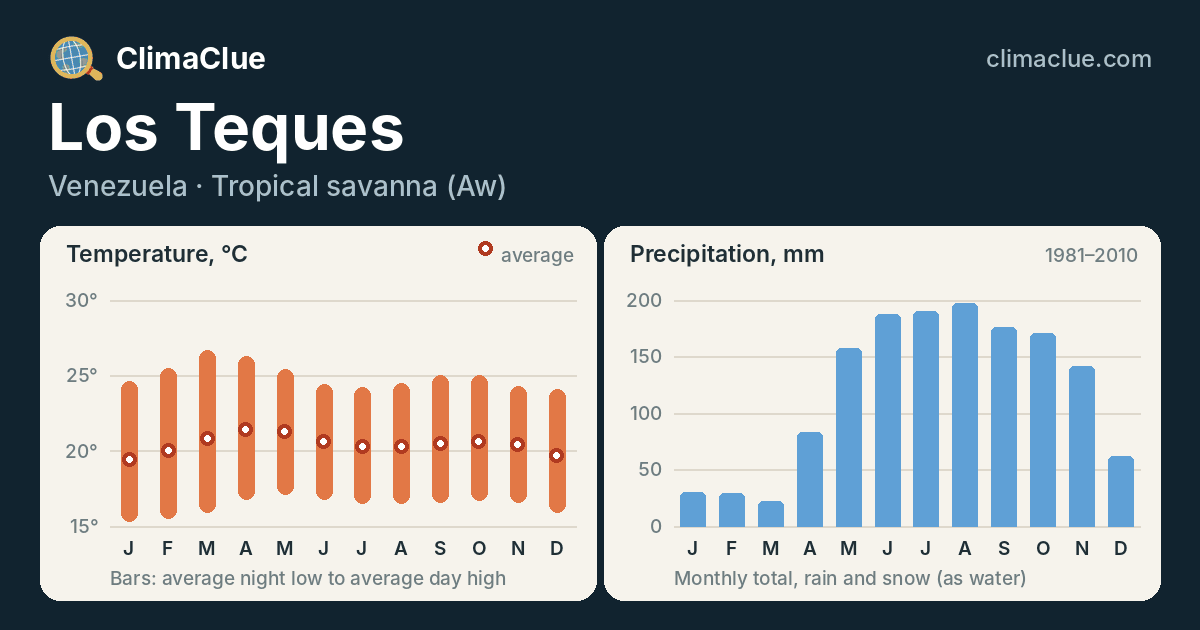 ClimaClue
climaclue.com
Los Teques
Venezuela · Tropical savanna (Aw)
Temperature, °C
average
30°
25°
20°
15°
J F M A M J J A S O N D
Bars: average night low to average day high
Precipitation, mm
1981–2010
200
150
100
50
0
J F M A M J J A S O N D
Monthly total, rain and snow (as water)